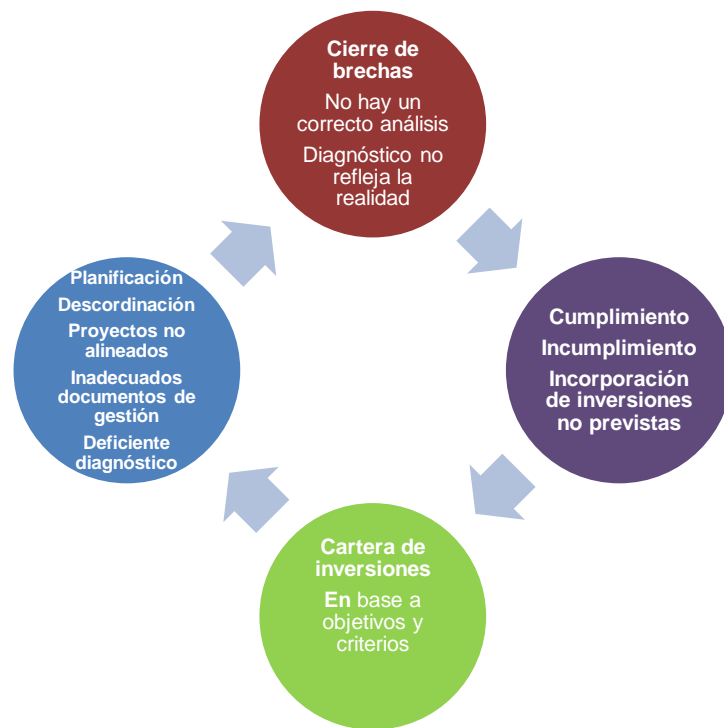 Cierre de
brechas
No hay un
correcto análisis
Diagnóstico no
refleja la
realidad
Cumplimiento
Incumplimiento
Incorporación
de inversiones
no previstas
Cartera de
inversiones
En base a
objetivos y
criterios
Planificación
Descordinación
Proyectos no
alineados
Inadecuados
documentos de
gestión
Deficiente
diagnóstico